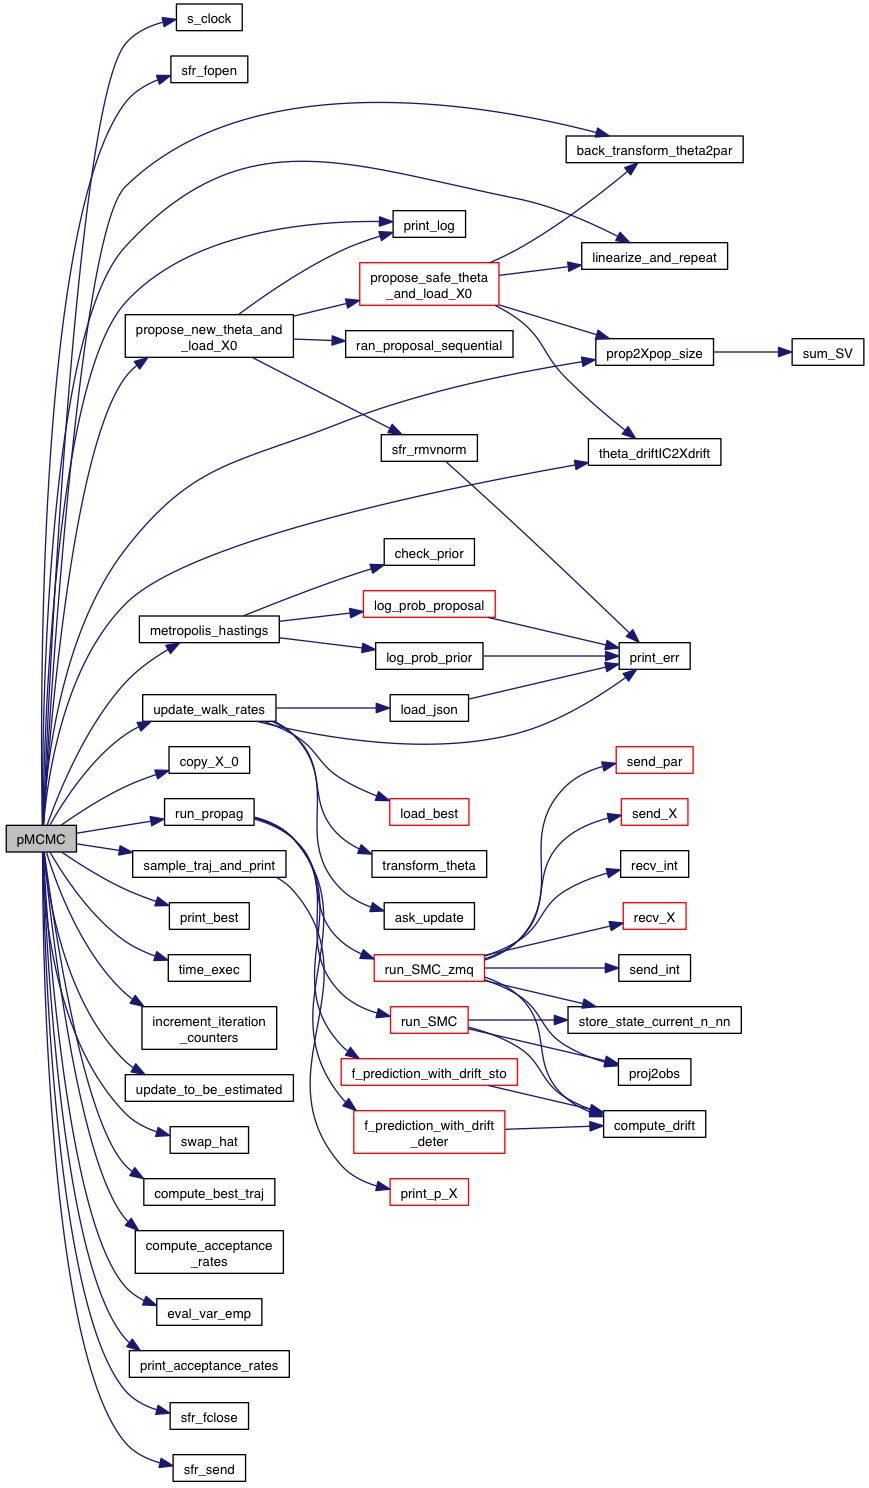 s_clock
sfr_fopen
back_transform_theta2par
print_log
linearize_and_repeat
propose_safe_theta
_and_load_X0
propose_new_theta_and
_load_X0
ran_proposal_sequential
prop2Xpop_size
sum_SV
sfr_rmvnorm
theta_driftIC2Xdrift
check_prior
log_prob_proposal
metropolis_hastings
log_prob_prior
print_err
update_walk_rates
load_json
copy_X_0
send_par
run_propag
load_best
send_X
pMCMC
sample_traj_and_print
transform_theta
recv_int
print_best
ask_update
recv_X
time_exec
run_SMC_zmq
send_int
increment_iteration
_counters
run_SMC
store_state_current_n_nn
update_to_be_estimated
f_prediction_with_drift_sto
proj2obs
swap_hat
f_prediction_with_drift
_deter
compute_drift
compute_best_traj
print_p_X
compute_acceptance
_rates
eval_var_emp
print_acceptance_rates
sfr_fclose
sfr_send